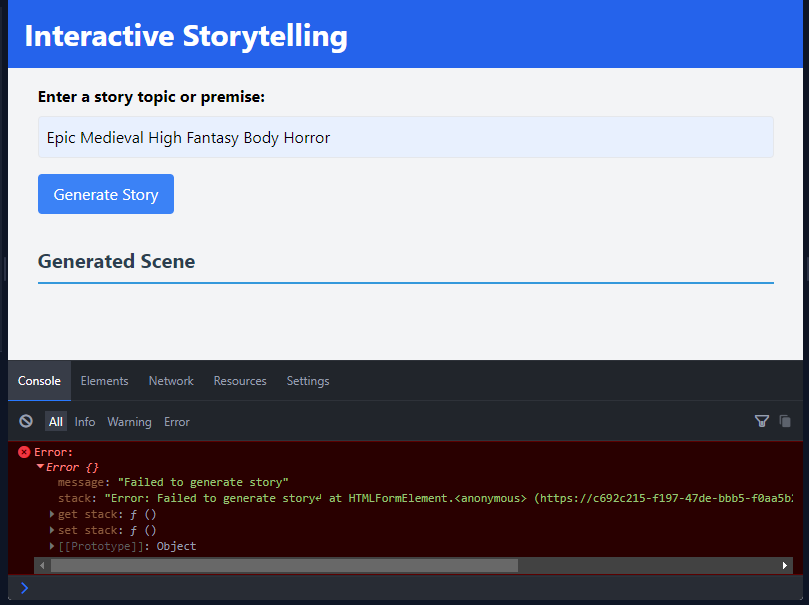 Interactive Storytelling
Enter a story topic or premise:
Epic Medieval High Fantasy Body Horror
Generate Story
Generated Scene
Console Elements Network Resources Settings
All Info Warning Error
Error:
Error {}
message: "Failed to generate story"
stack: "Error: Failed to generate story↲ at HTMLFormElement.<anonymous> (https://c692c215-f197-47de-bbb5-f0aa5b2
get stack: ƒ ()
set stack: ƒ ()
[[Prototype]]: Object